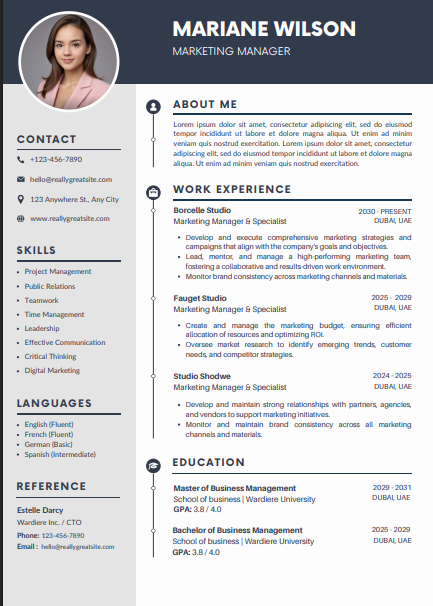 MARIANE WILSON
MARKETING MANAGER
CONTACT
+123-456-7890
hello@reallygreatsite.com
123 Anywhere St., Any City
www.reallygreatsite.com
SKILLS
• Project Management
• Public Relations
• Teamwork
• Time Management
• Leadership
• Effective Communication
• Critical Thinking
• Digital Marketing
LANGUAGES
• English (Fluent)
• French (Fluent)
• German (Basic)
• Spanish (Intermediate)
REFERENCE
Estelle Darcy
Wardiere Inc. / CTO
Phone: 123-456-7890
Email : hello@reallygreatsite.com
ABOUT ME
Lorem ipsum dolor sit amet, consectetur adipiscing elit, sed do eiusmod
tempor incididunt ut labore et dolore magna aliqua. Ut enim ad minim
veniam, quis nostrud exercitation. Lorem ipsum dolor sit amet, consectetur
adipiscing elit, sed do eiusmod tempor incididunt ut labore et dolore magna
aliqua. Ut enim ad minim veniam, quis nostrud exercitation.
WORK EXPERIENCE
Borcelle Studio 2030 - PRESENT
Marketing Manager & Specialist DUBAI, UAE
• Develop and execute comprehensive marketing strategies and
campaigns that align with the company's goals and objectives.
• Lead, mentor, and manage a high-performing marketing team,
fostering a collaborative and results-driven work environment.
• Monitor brand consistency across marketing channels and materials.
Fauget Studio 2025 - 2029
Marketing Manager & Specialist DUBAI, UAE
• Create and manage the marketing budget, ensuring efficient
allocation of resources and optimizing ROI.
• Oversee market research to identify emerging trends, customer
needs, and competitor strategies.
Studio Shodwe 2024 - 2025
Marketing Manager & Specialist DUBAI, UAE
• Develop and maintain strong relationships with partners, agencies,
and vendors to support marketing initiatives.
• Monitor and maintain brand consistency across all marketing
channels and materials.
EDUCATION
Master of Business Management 2029 - 2031
School of business | Wardiere University DUBAI, UAE
GPA: 3.8 / 4.0
Bachelor of Business Management 2025 - 2029
School of business | Wardiere University DUBAI, UAE
GPA: 3.8 / 4.0